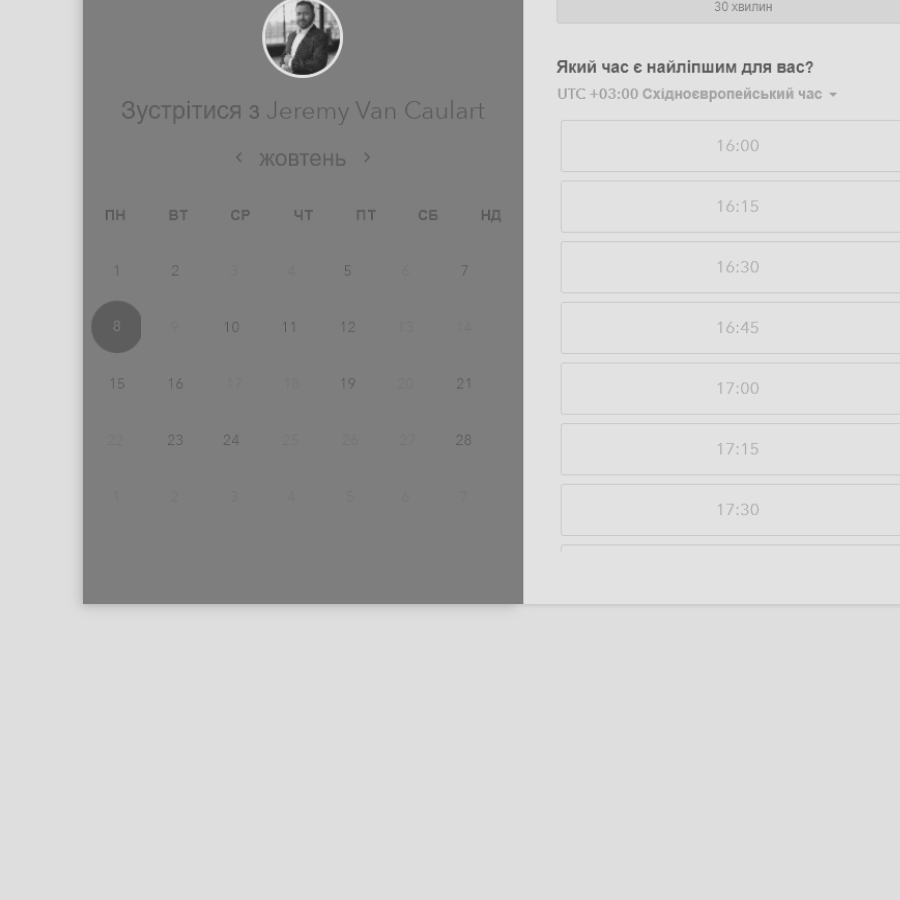 Зустрітися з Jeremy Van Caulart
жовтень
ПН ВТ СР ЧТ ПТ СБ НД
1 2 3 4 5 6 7
8 9 10 11 12 13 14
15 16 17 18 19 20 21
22 23 24 25 26 27 28
1 2 3 4 5 6 7
30 хвилин
Який час є найліпшим для вас?
UTC +03:00 Східноєвропейський час
16:00
16:15
16:30
16:45
17:00
17:15
17:30